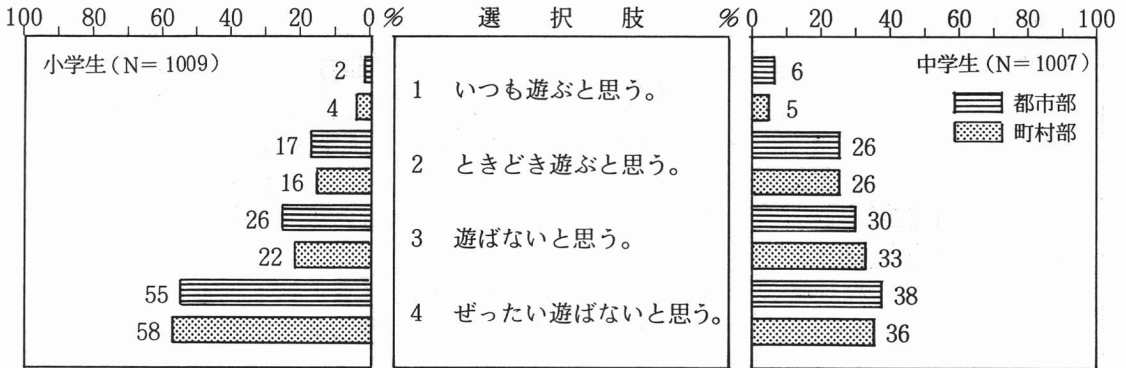 100 80 60 40 20 0 % 選択肢 % 0 20 40 60 80 100
小学生（N＝1009） 中学生（N＝1007）
都市部
町村部
2 1 いつも遊ぶと思う。 6
4 5
17 2 ときどき遊ぶと思う。 26
16 26
26 3 遊ばないと思う。 30
22 33
55 4 ぜったい遊ばないと思う。 38
58 36